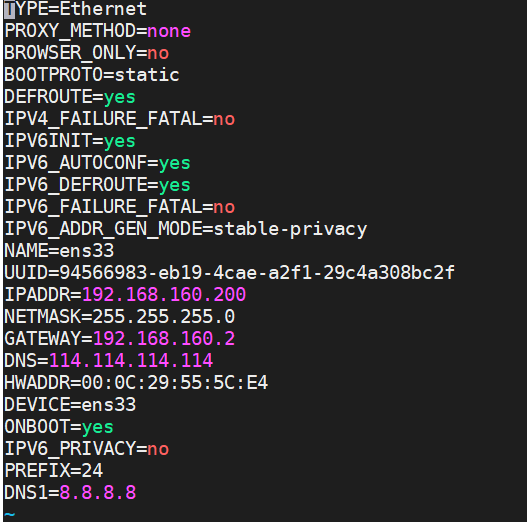 TYPE=Ethernet
PROXY_METHOD=none
BROWSER_ONLY=no
BOOTPROTO=static
DEFROUTE=yes
IPV4_FAILURE_FATAL=no
IPV6INIT=yes
IPV6_AUTOCONF=yes
IPV6_DEFROUTE=yes
IPV6_FAILURE_FATAL=no
IPV6_ADDR_GEN_MODE=stable-privacy
NAME=ens33
UUID=94566983-eb19-4cae-a2f1-29c4a308bc2f
IPADDR=192.168.160.200
NETMASK=255.255.255.0
GATEWAY=192.168.160.2
DNS=114.114.114.114
HWADDR=00:0C:29:55:5C:E4
DEVICE=ens33
ONBOOT=yes
IPV6_PRIVACY=no
PREFIX=24
DNS1=8.8.8.8
~